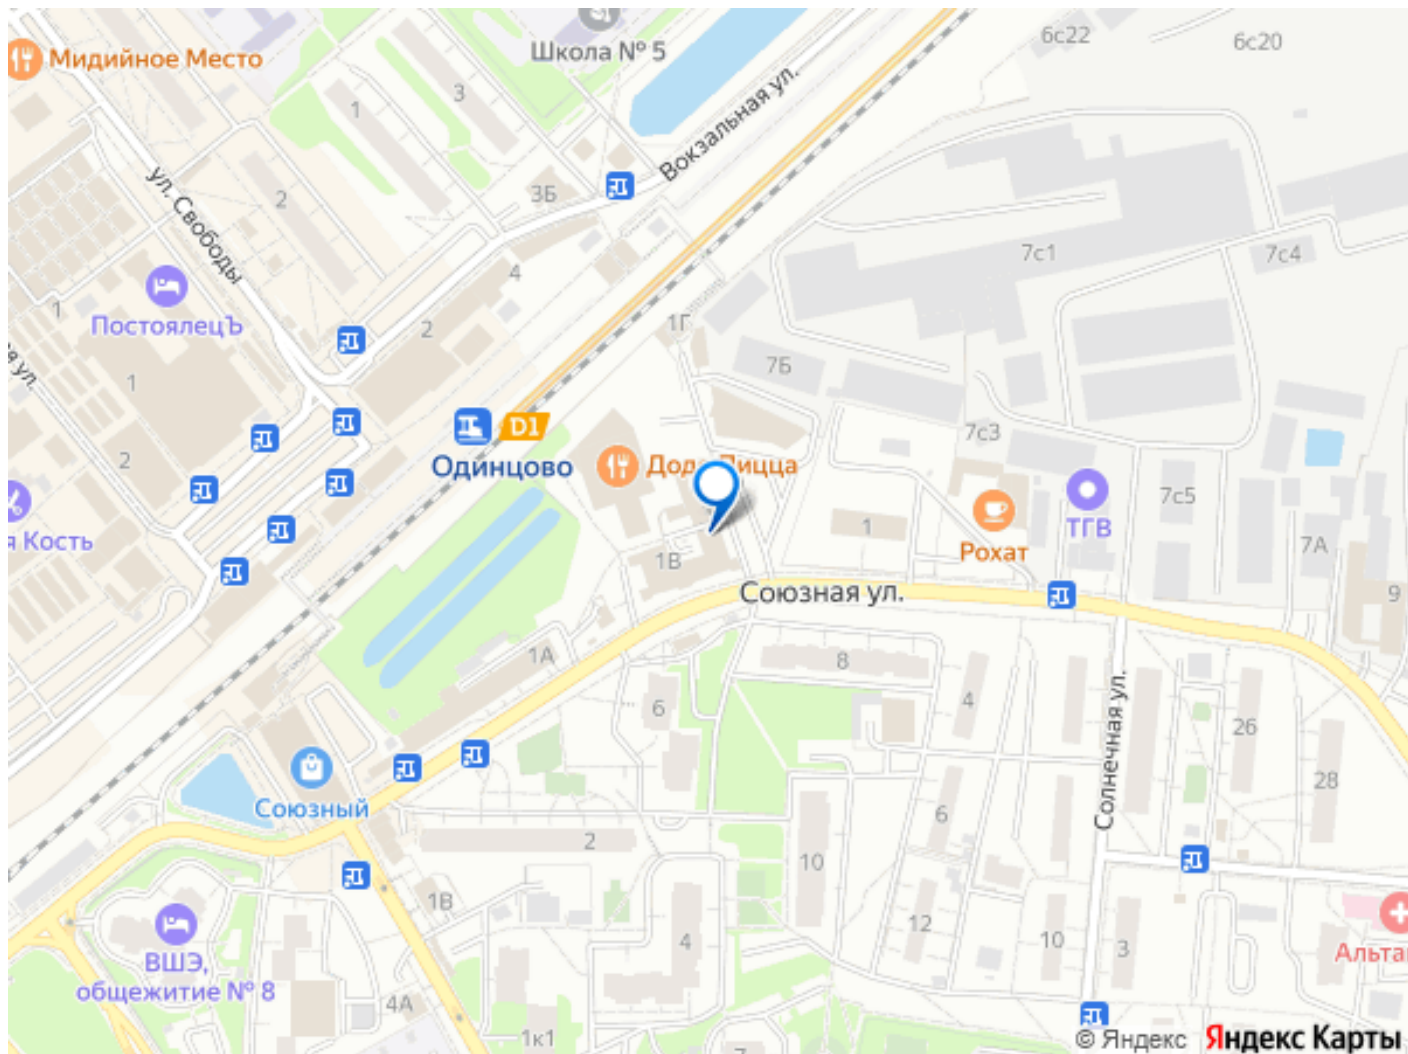 6с22
6с20
Школа № 5
Мидийное Место
3
1
Вокзальная ул.
ул. Свободы
3Б
2
7с1
7с4
4
1
ПостоялецЪ
2
1Г
7Б
1
D1
7с3
2
Одинцово
Додо Пицца
7с5
1
ТГВ
я Кость
Рохат
7А
1В
Союзная ул.
9
1А
8
6
4
26
Солнечная ул.
28
Союзный
6
2
10
1В
12
4
10
3
ВШЭ,
общежитие № 8
Альта
4А
1к1
7
© Яндекс Яндекс Карты